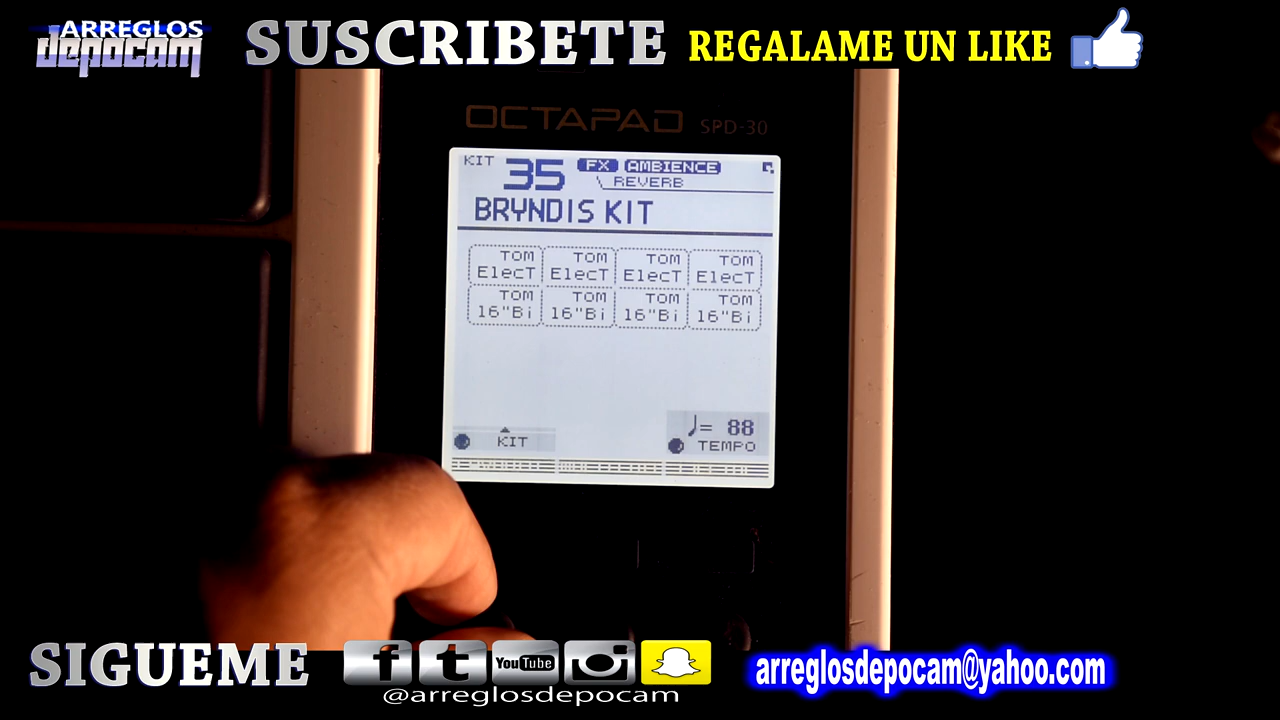 ARREGLOS
depocam
SUSCRIBETE
REGALAME UN LIKE
OCTAPAD SPD-30
KIT 35 FX AMBIENCE
REVERB
BRYNDIS KIT
TOM TOM TOM TOM
ElecT ElecT ElecT ElecT
TOM TOM TOM TOM
16"Bi 16"Bi 16"Bi 16"Bi
♩= 88
KIT TEMPO
SIGUEME
f t YouTube
@arreglosdepocam
arreglosdepocam@yahoo.com